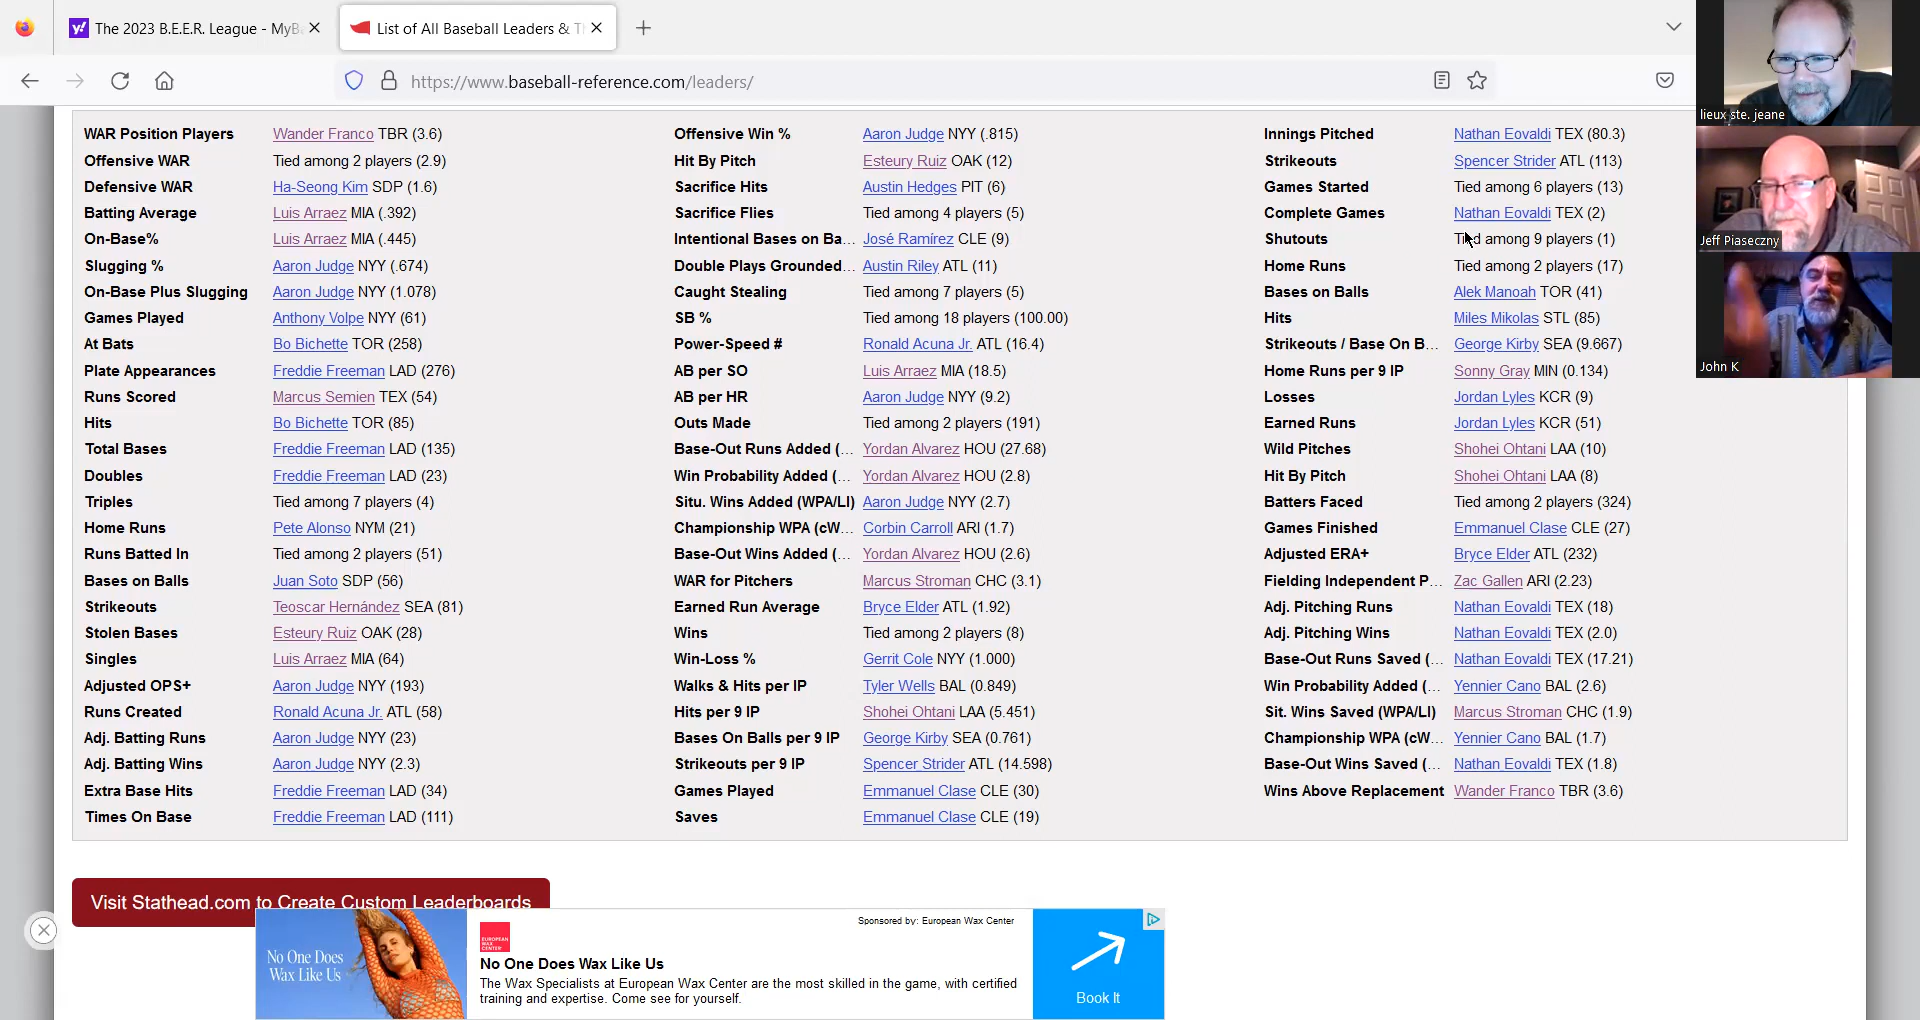 The 2023 B.E.E.R. League - MyB
List of All Baseball Leaders & T
https://www.baseball-reference.com/leaders/
WAR Position Players Wander Franco TBR (3.6)
Offensive WAR Tied among 2 players (2.9)
Defensive WAR Ha-Seong Kim SDP (1.6)
Batting Average Luis Arraez MIA (.392)
On-Base% Luis Arraez MIA (.445)
Slugging % Aaron Judge NYY (.674)
On-Base Plus Slugging Aaron Judge NYY (1.078)
Games Played Anthony Volpe NYY (61)
At Bats Bo Bichette TOR (258)
Plate Appearances Freddie Freeman LAD (276)
Runs Scored Marcus Semien TEX (54)
Hits Bo Bichette TOR (85)
Total Bases Freddie Freeman LAD (135)
Doubles Freddie Freeman LAD (23)
Triples Tied among 7 players (4)
Home Runs Pete Alonso NYM (21)
Runs Batted In Tied among 2 players (51)
Bases on Balls Juan Soto SDP (56)
Strikeouts Teoscar Hernández SEA (81)
Stolen Bases Esteury Ruiz OAK (28)
Singles Luis Arraez MIA (64)
Adjusted OPS+ Aaron Judge NYY (193)
Runs Created Ronald Acuna Jr. ATL (58)
Adj. Batting Runs Aaron Judge NYY (23)
Adj. Batting Wins Aaron Judge NYY (2.3)
Extra Base Hits Freddie Freeman LAD (34)
Times On Base Freddie Freeman LAD (111)
Offensive Win % Aaron Judge NYY (.815)
Hit By Pitch Esteury Ruiz OAK (12)
Sacrifice Hits Austin Hedges PIT (6)
Sacrifice Flies Tied among 4 players (5)
Intentional Bases on Ba... José Ramírez CLE (9)
Double Plays Grounded... Austin Riley ATL (11)
Caught Stealing Tied among 7 players (5)
SB % Tied among 18 players (100.00)
Power-Speed # Ronald Acuna Jr. ATL (16.4)
AB per SO Luis Arraez MIA (18.5)
AB per HR Aaron Judge NYY (9.2)
Outs Made Tied among 2 players (191)
Base-Out Runs Added (... Yordan Alvarez HOU (27.68)
Win Probability Added (... Yordan Alvarez HOU (2.8)
Situ. Wins Added (WPA/LI) Aaron Judge NYY (2.7)
Championship WPA (cW... Corbin Carroll ARI (1.7)
Base-Out Wins Added (... Yordan Alvarez HOU (2.6)
WAR for Pitchers Marcus Stroman CHC (3.1)
Earned Run Average Bryce Elder ATL (1.92)
Wins Tied among 2 players (8)
Win-Loss % Gerrit Cole NYY (1.000)
Walks & Hits per IP Tyler Wells BAL (0.849)
Hits per 9 IP Shohei Ohtani LAA (5.451)
Bases On Balls per 9 IP George Kirby SEA (0.761)
Strikeouts per 9 IP Spencer Strider ATL (14.598)
Games Played Emmanuel Clase CLE (30)
Saves Emmanuel Clase CLE (19)
Innings Pitched Nathan Eovaldi TEX (80.3)
Strikeouts Spencer Strider ATL (113)
Games Started Tied among 6 players (13)
Complete Games Nathan Eovaldi TEX (2)
Shutouts Tied among 9 players (1)
Home Runs Tied among 2 players (17)
Bases on Balls Alek Manoah TOR (41)
Hits Miles Mikolas STL (85)
Strikeouts / Base On B... George Kirby SEA (9.667)
Home Runs per 9 IP Sonny Gray MIN (0.134)
Losses Jordan Lyles KCR (9)
Earned Runs Jordan Lyles KCR (51)
Wild Pitches Shohei Ohtani LAA (10)
Hit By Pitch Shohei Ohtani LAA (8)
Batters Faced Tied among 2 players (324)
Games Finished Emmanuel Clase CLE (27)
Adjusted ERA+ Bryce Elder ATL (232)
Fielding Independent P... Zac Gallen ARI (2.23)
Adj. Pitching Runs Nathan Eovaldi TEX (18)
Adj. Pitching Wins Nathan Eovaldi TEX (2.0)
Base-Out Runs Saved (... Nathan Eovaldi TEX (17.21)
Win Probability Added (... Yennier Cano BAL (2.6)
Sit. Wins Saved (WPA/LI) Marcus Stroman CHC (1.9)
Championship WPA (cW... Yennier Cano BAL (1.7)
Base-Out Wins Saved (... Nathan Eovaldi TEX (1.8)
Wins Above Replacement Wander Franco TBR (3.6)
lieux ste. jeane
Jeff Piaseczny
John K
Visit Stathead.com to Create Custom Leaderboards
No One Does
Wax Like Us
EUROPEAN
WAX
CENTER
Sponsored by: European Wax Center
No One Does Wax Like Us
The Wax Specialists at European Wax Center are the most skilled in the game, with certified
training and expertise. Come see for yourself.
Book It